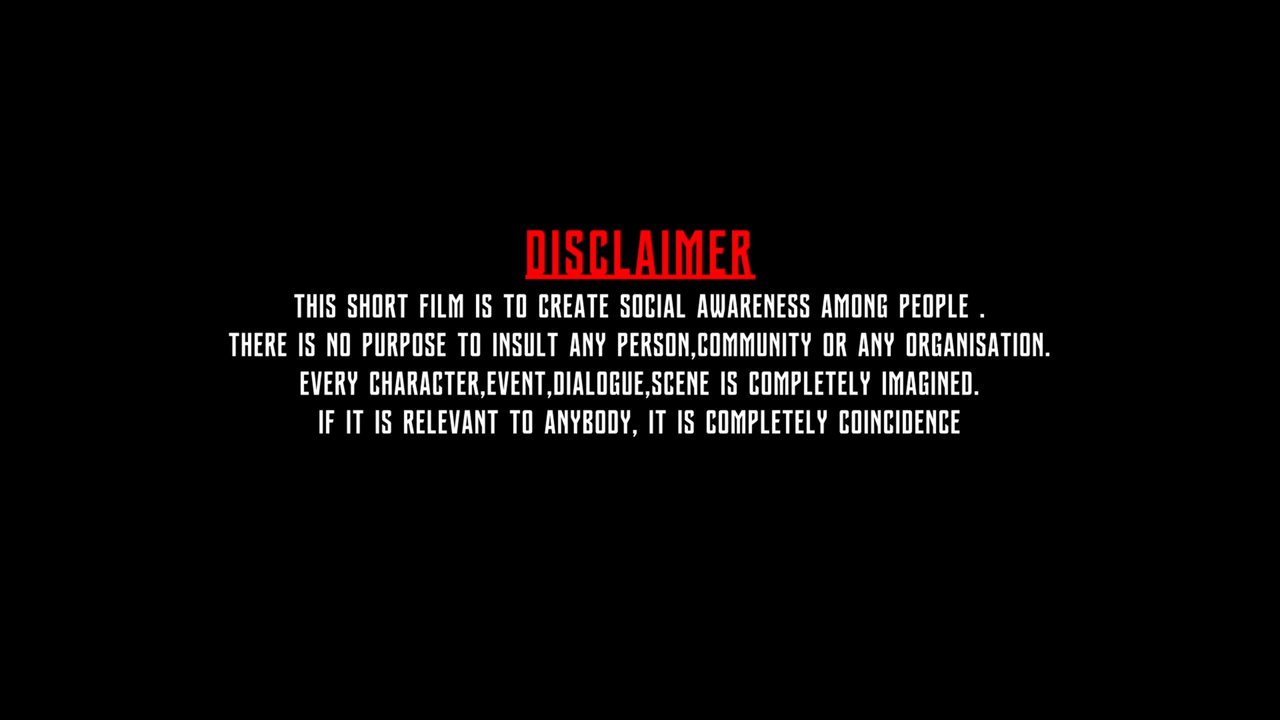 DISCLAIMER
THIS SHORT FILM IS TO CREATE SOCIAL AWARENESS AMONG PEOPLE .
THERE IS NO PURPOSE TO INSULT ANY PERSON,COMMUNITY OR ANY ORGANISATION.
EVERY CHARACTER,EVENT,DIALOGUE,SCENE IS COMPLETELY IMAGINED.
IF IT IS RELEVANT TO ANYBODY, IT IS COMPLETELY COINCIDENCE